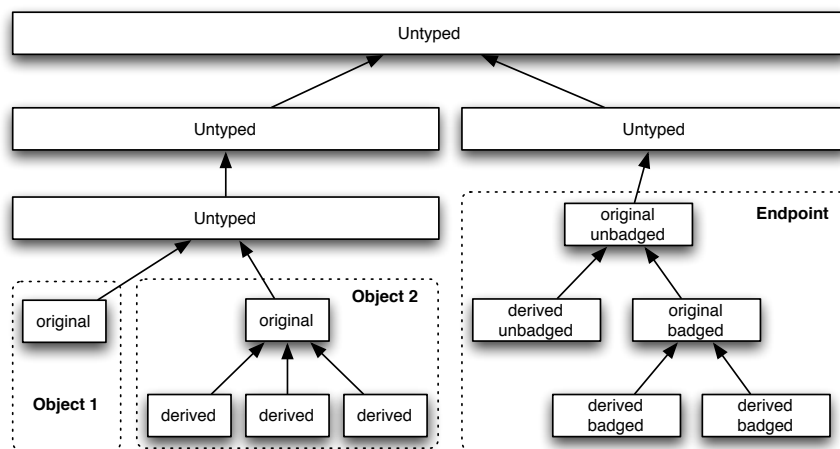 Untyped
Untyped
Untyped
Untyped
original
unbadged
Endpoint
Object 2
original
original
derived
unbadged
original
badged
Object 1
derived
derived
derived
derived
badged
derived
badged